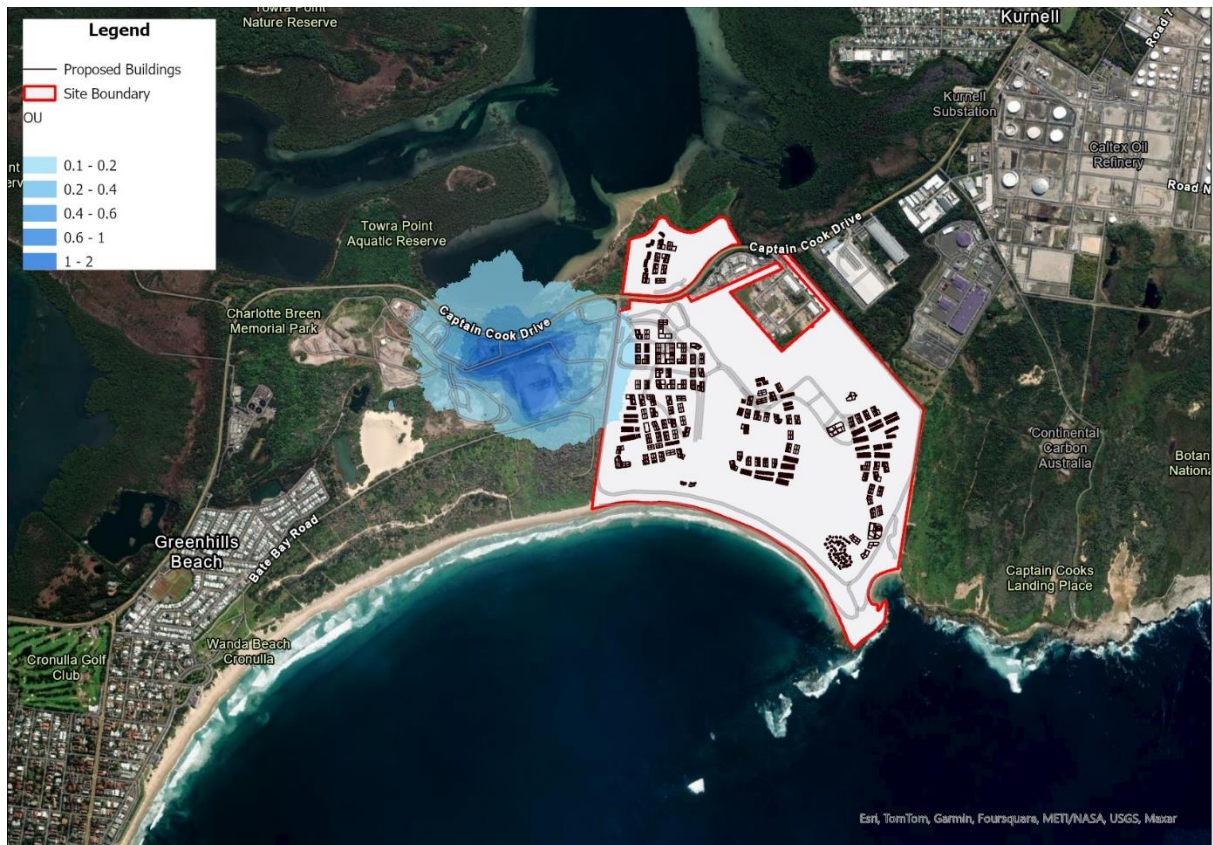 Towra Point
Nature Reserve
Kurnell
Road 7
Legend
Proposed Buildings
Site Boundary
OU
0.1 - 0.2
0.2 - 0.4
0.4 - 0.6
0.6 - 1
1 - 2
Kurnell
Substation
Caltex Oil
Refinery
Road N
Towra Point
Aquatic Reserve
Captain Cook Drive
Charlotte Breen
Memorial Park
Captain Cook Drive
Continental
Carbon
Australia
Botan
Nationa
Greenhills
Beach
Bate Bay Road
Captain Cooks
Landing Place
Wanda Beach
Cronulla
Cronulla Golf
Club
Esri, TomTom, Garmin, Foursquare, METI/NASA, USGS, Maxar